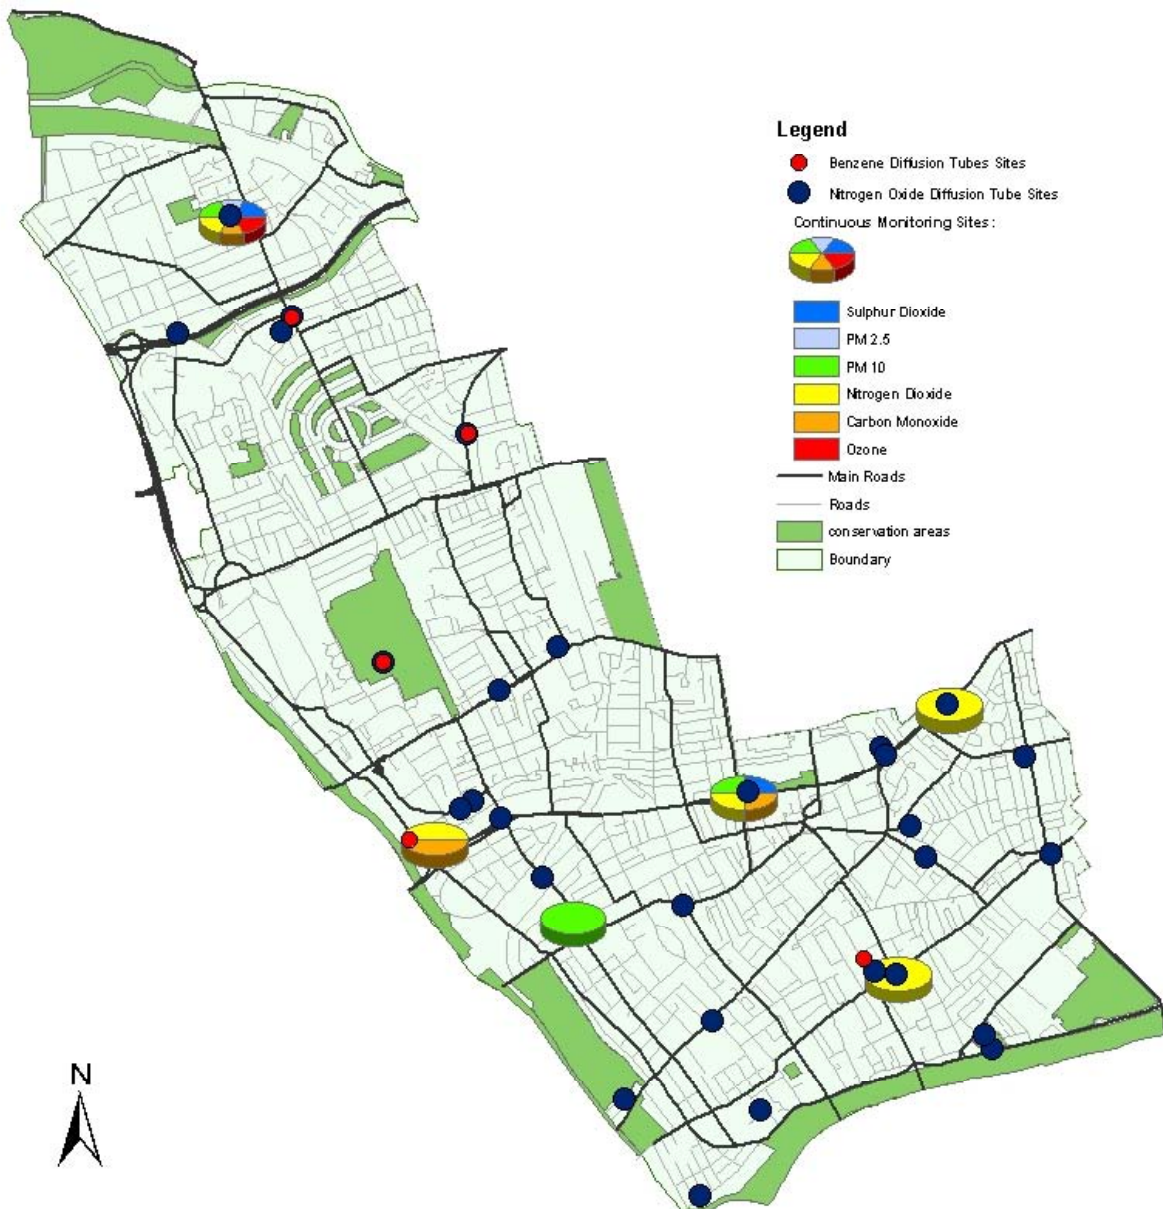 Legend
Benzene Diffusion Tubes Sites
Nitrogen Oxide Diffusion Tube Sites
Continuous Monitoring Sites:
Sulphur Dioxide
PM 2.5
PM 10
Nitrogen Dioxide
Carbon Monoxide
Ozone
Main Roads
Roads
conservation areas
Boundary
N